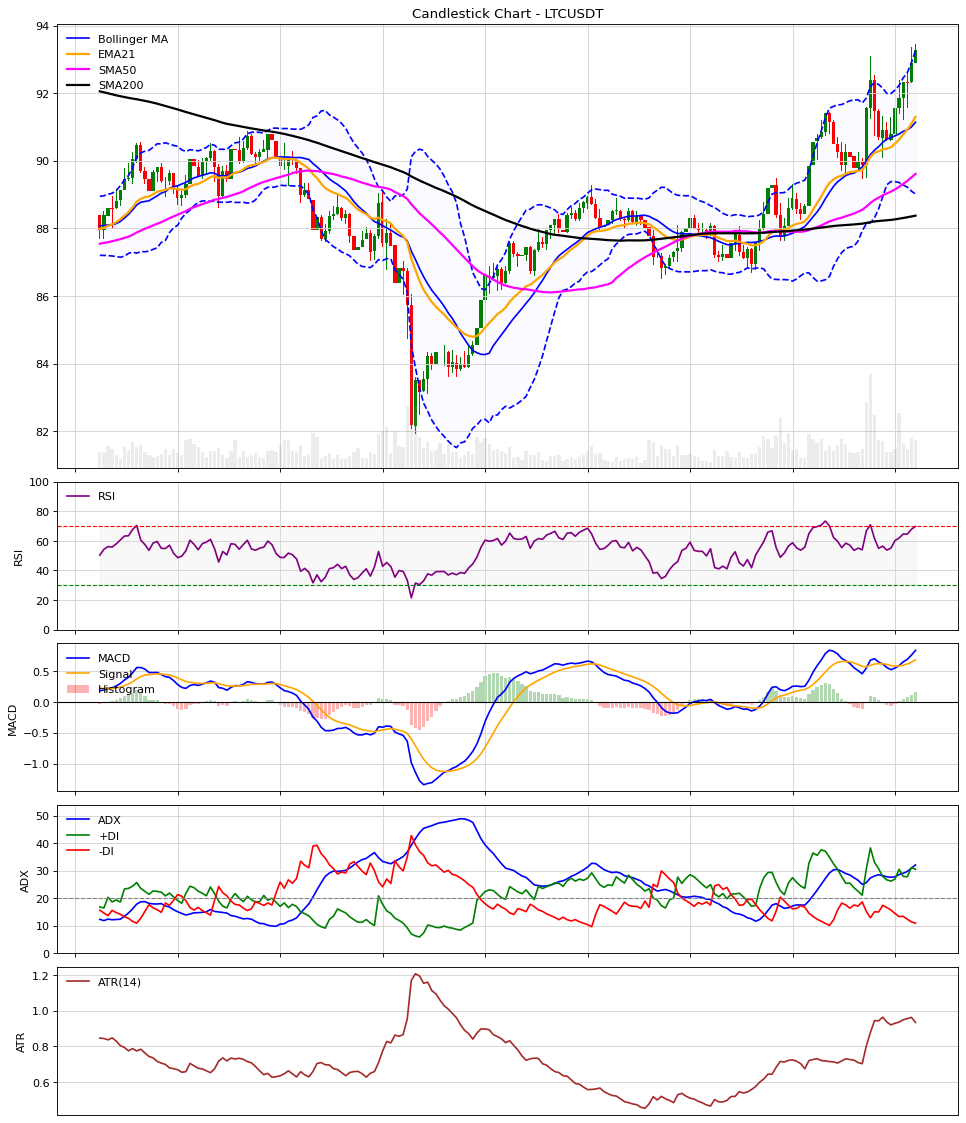 Candlestick Chart - LTCUSDT
94
92
90
88
86
84
82
Bollinger MA
EMA21
SMA50
SMA200
100
80
60
40
20
0
RSI
RSI
0.5
0.0
−0.5
−1.0
MACD
MACD
Signal
Histogram
50
40
30
20
10
0
ADX
ADX
+DI
-DI
1.2
1.0
0.8
0.6
ATR
ATR(14)